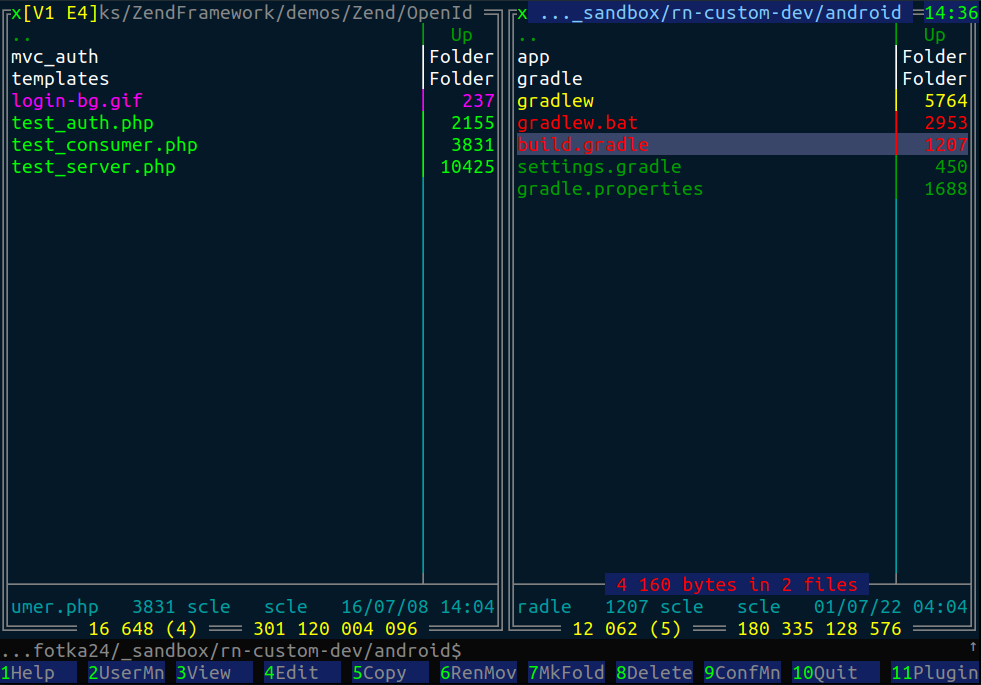 x[V1 E4]ks/ZendFramework/demos/Zend/OpenId
.. Up
mvc_auth Folder
templates Folder
login-bg.gif 237
test_auth.php 2155
test_consumer.php 3831
test_server.php 10425
umer.php 3831 scle scle 16/07/08 14:04
16 648 (4) 301 120 004 096
x ..._sandbox/rn-custom-dev/android 14:36
.. Up
app Folder
gradle Folder
gradlew 5764
gradlew.bat 2953
build.gradle 1207
settings.gradle 450
gradle.properties 1688
4 160 bytes in 2 files
radle 1207 scle scle 01/07/22 04:04
12 062 (5) 180 335 128 576
...fotka24/_sandbox/rn-custom-dev/android$ ↑
1Help 2UserMn 3View 4Edit 5Copy 6RenMov 7MkFold 8Delete 9ConfMn 10Quit 11Plugin